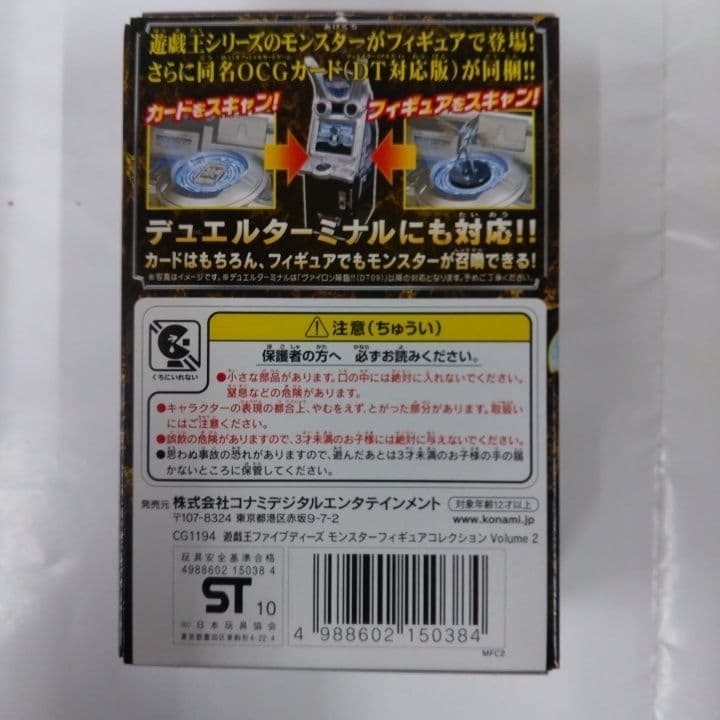 遊戯王シリーズのモンスターがフィギュアで登場!
さらに同名OCGカード(DT対応版)が同梱!!
カードをスキャン!
フィギュアをスキャン!
デュエルターミナルにも対応!!
カードはもちろん、フィギュアでもモンスターが召喚できる!
※写真はイメージです。※デュエルターミナルは「ヴァイロン降臨!!(DT09)」以降の対応となります。予めご了承ください。
注意(ちゅうい)
保護者の方へ 必ずお読みください。
くちにいれない
●小さな部品があります。口の中には絶対に入れないでください。
窒息などの危険があります。
●キャラクターの表現の都合上、やむをえず、とがった部分があります。取扱い
にはご注意ください。
●誤飲の危険がありますので、3才未満のお子様には絶対に与えないでください。
●思わぬ事故の恐れがありますので、遊んだあとは3才未満のお子様の手の届
かないところに保管してください。
発売元 株式会社コナミデジタルエンタテインメント
対象年齢12才以上
〒107-8324 東京都港区赤坂9-7-2
www.konami.jp
CG1194 遊戯王ファイブディーズ モンスターフィギュアコレクション Volume 2
玩具安全基準合格
4988602 15038 4
ST 10
(社)日本玩具協会
東京都墨田区東駒形4-22-4
4 988602 150384
MFC2